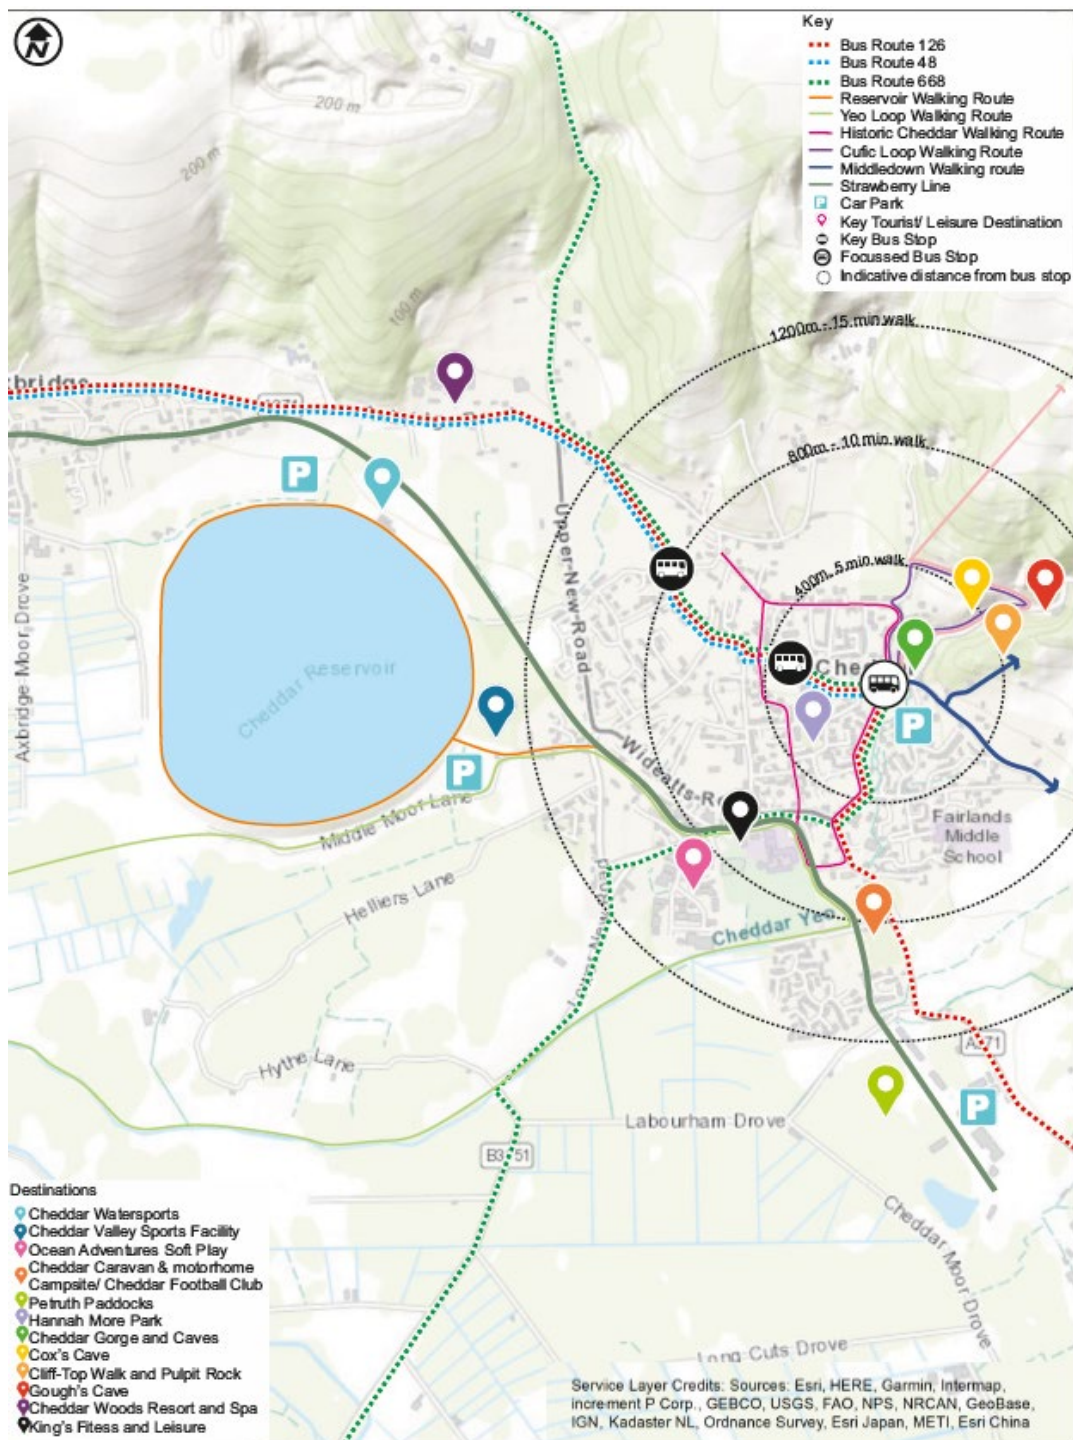 N
Key
Bus Route 126
Bus Route 48
Bus Route 668
Reservoir Walking Route
Yeo Loop Walking Route
Historic Cheddar Walking Route
Cufic Loop Walking Route
Middledown Walking route
Strawberry Line
P Car Park
Key Tourist/ Leisure Destination
Key Bus Stop
Focussed Bus Stop
Indicative distance from bus stop
200 m
200 m
100 m
1200m - 15 min walk
800m - 10 min walk
400m 5 min walk
xbridge
P
Upper-New-Road
Axbridge Moor Drove
Cheddar Reservoir
Ched
P
P
Wideatts-R
Middle Moor Lane
Fairlands
Middle
School
Helliers Lane
Cheddar Yeo
Hythe Lane
A371
P
Labourham Drove
B3 51
Cheddar Moor Drove
Long Cuts Drove
Destinations
Cheddar Watersports
Cheddar Valley Sports Facility
Ocean Adventures Soft Play
Cheddar Caravan & motorhome
Campsite/ Cheddar Football Club
Petruth Paddocks
Hannah More Park
Cheddar Gorge and Caves
Cox's Cave
Cliff-Top Walk and Pulpit Rock
Gough's Cave
Cheddar Woods Resort and Spa
King's Fitess and Leisure
Service Layer Credits: Sources: Esri, HERE, Garmin, Intermap,
increment P Corp., GEBCO, USGS, FAO, NPS, NRCAN, GeoBase,
IGN, Kadaster NL, Ordnance Survey, Esri Japan, METI, Esri China